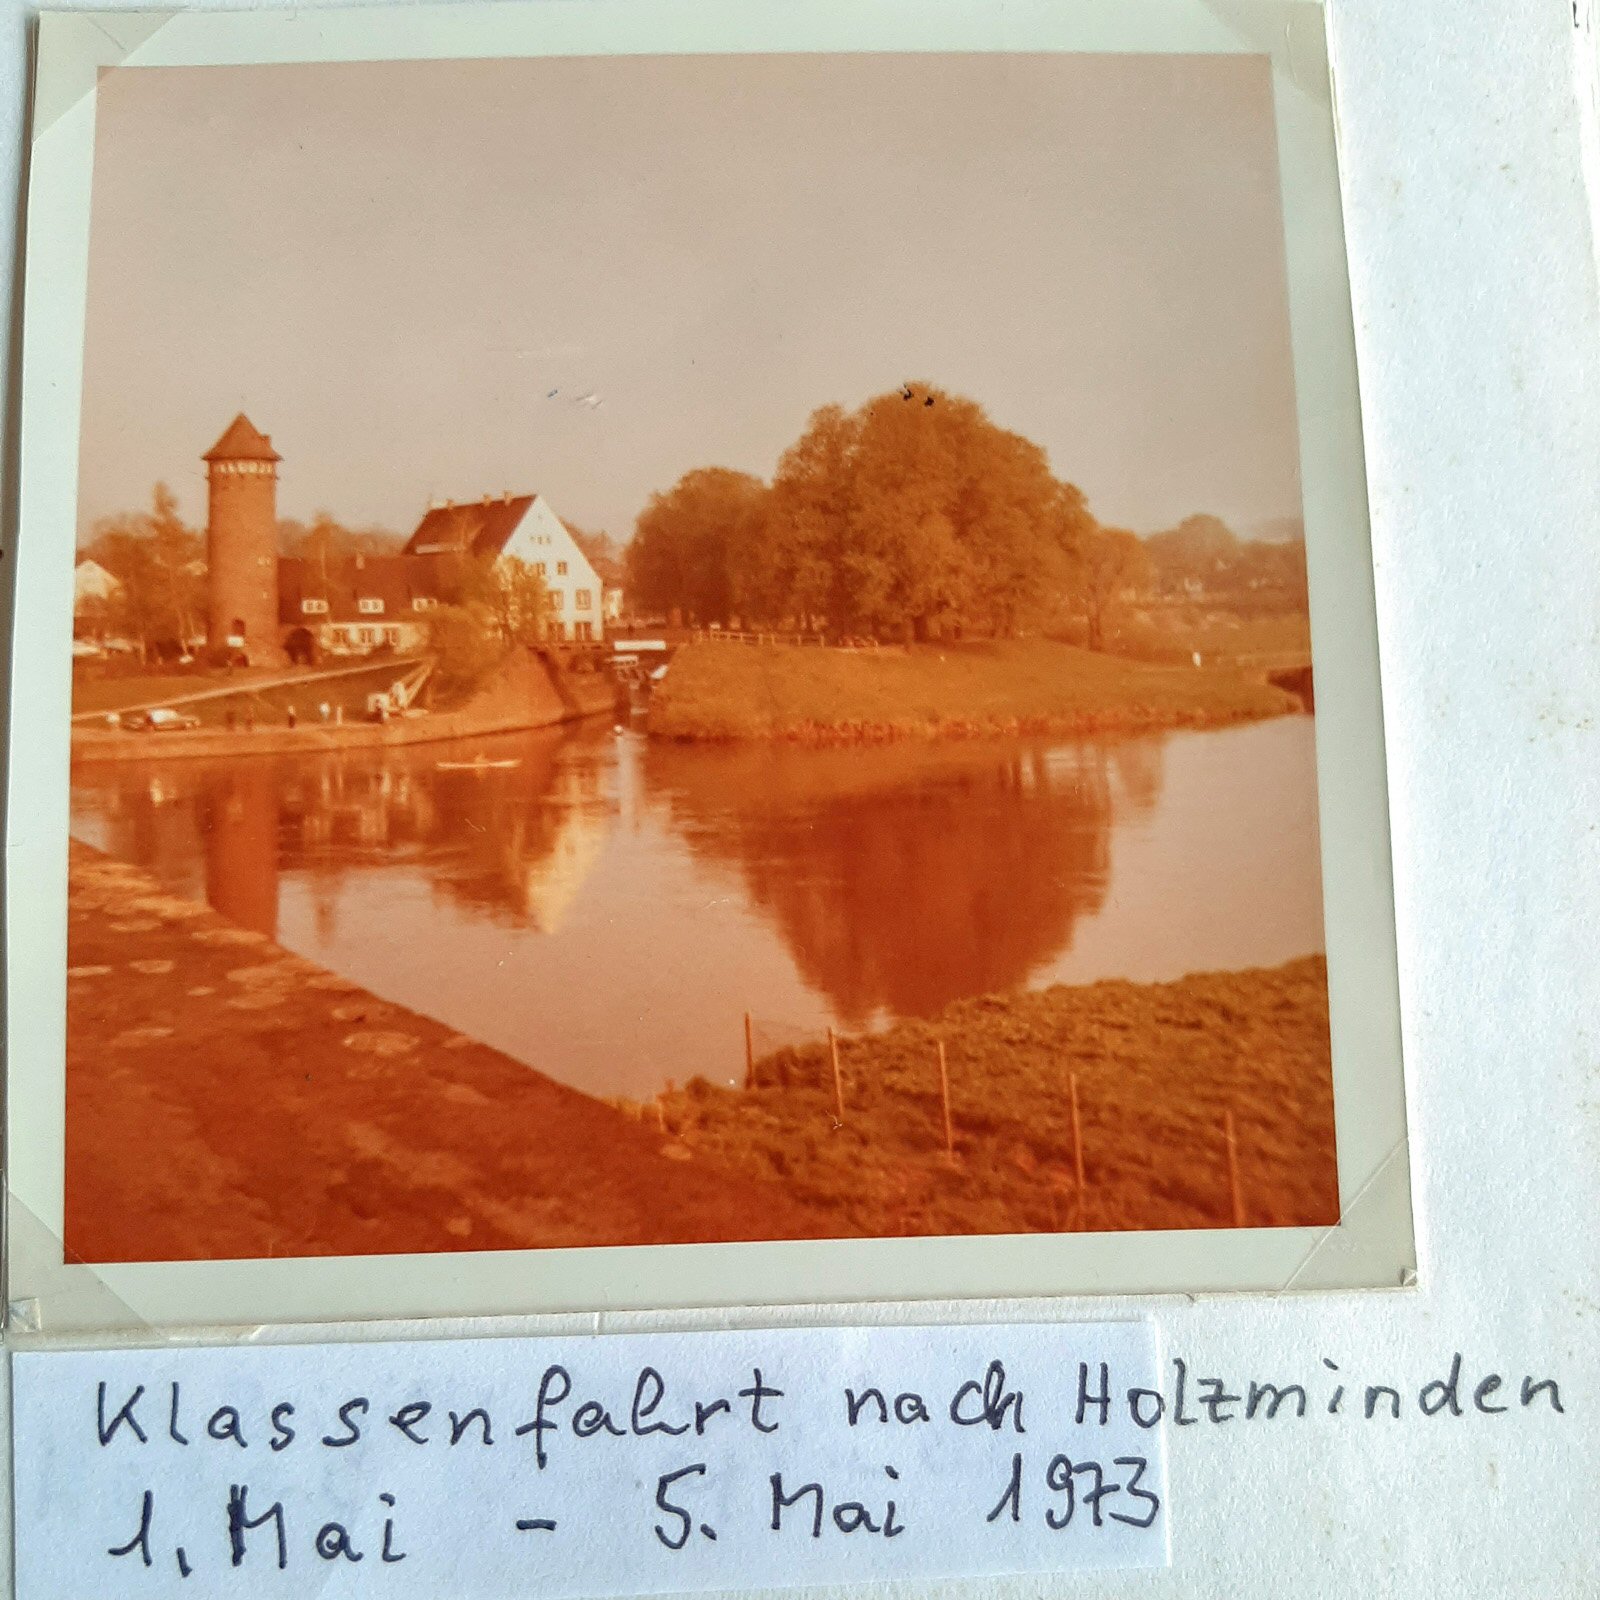 Klassenfahrt nach Holzminden
1. Mai - 5. Mai 1973